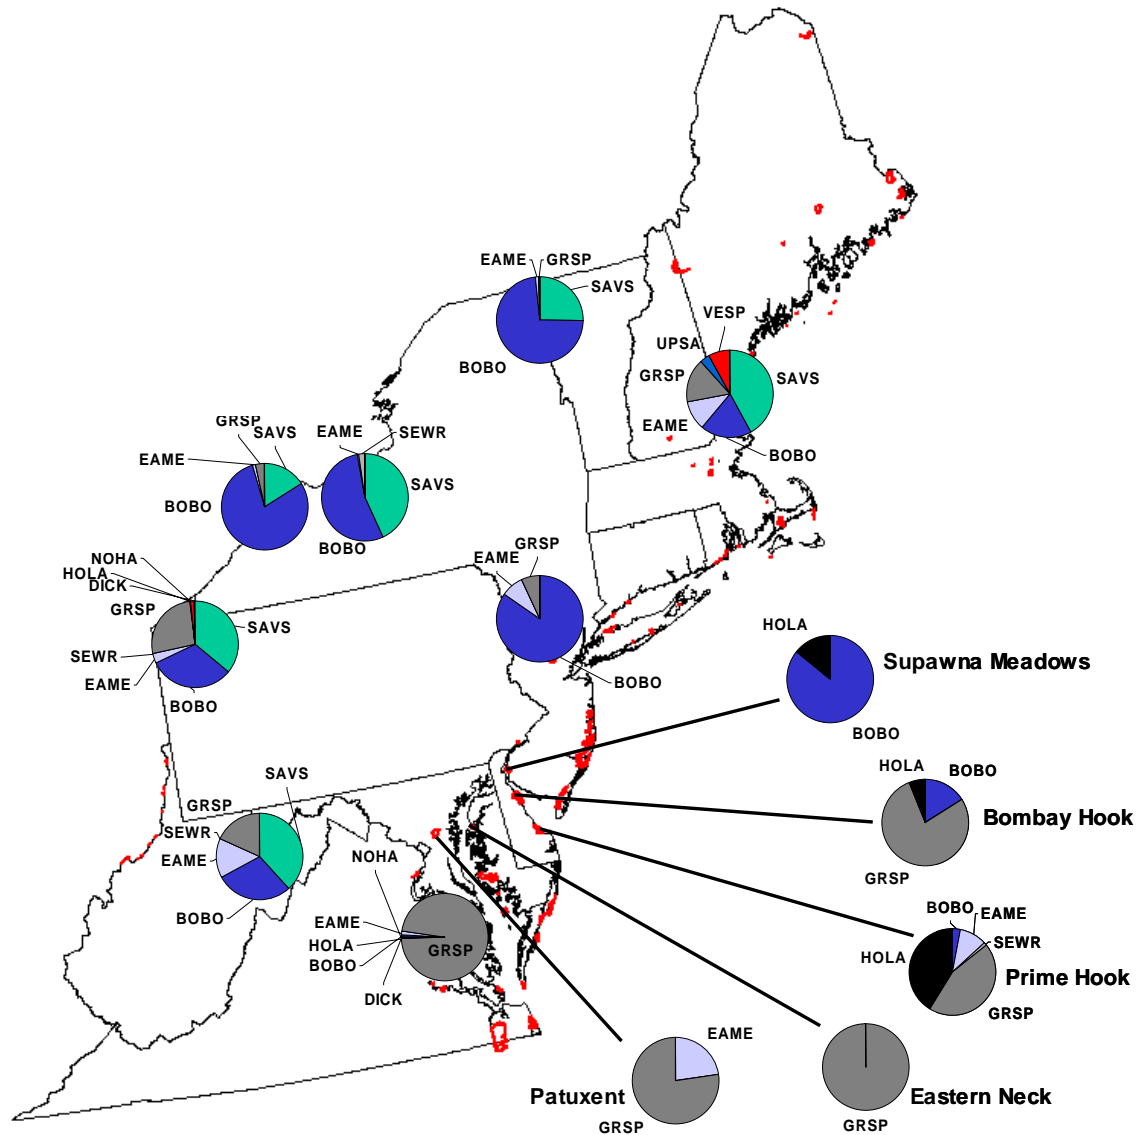 EAME
GRSP
SAVS
BOBO
VESP
UPSA
GRSP
SAVS
EAME
BOBO
GRSP
SAVS
EAME
BOBO
EAME
SEWR
SAVS
BOBO
NOHA
HOLA
DICK
GRSP
SAVS
SEWR
EAME
BOBO
EAME
GRSP
BOBO
HOLA
Supawna Meadows
BOBO
HOLA
BOBO
Bombay Hook
GRSP
SAVS
GRSP
SEWR
EAME
BOBO
NOHA
EAME
HOLA
BOBO
GRSP
DICK
BOBO
EAME
SEWR
HOLA
Prime Hook
GRSP
EAME
Patuxent
GRSP
Eastern Neck
GRSP